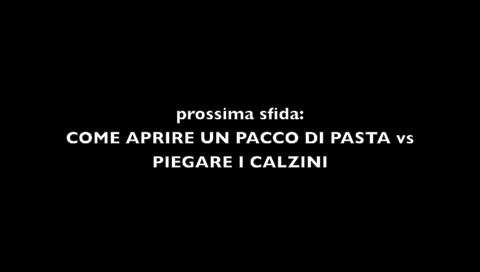 prossima sfida:
COME APRIRE UN PACCO DI PASTA vs
PIEGARE I CALZINI